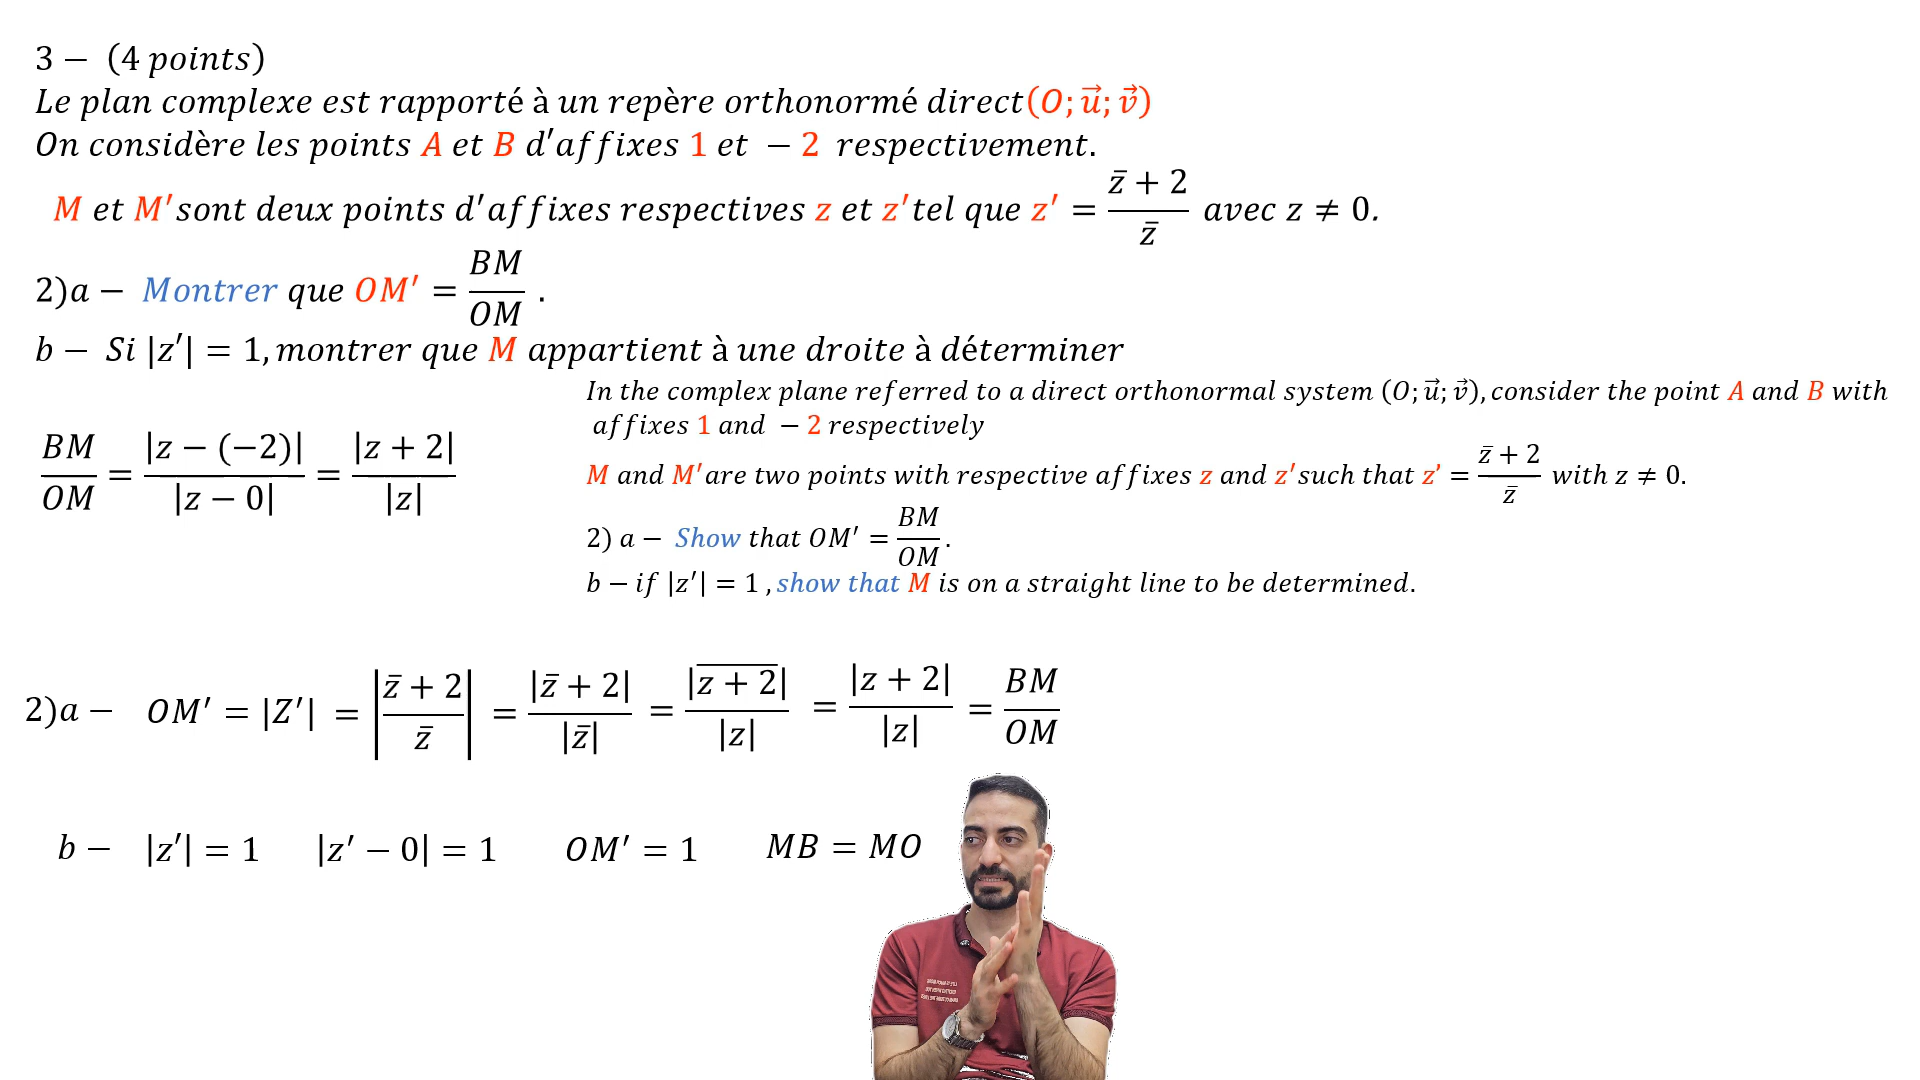 3 − (4 points)
Le plan complexe est rapporté à un repère orthonormé direct(O; u⃗; v⃗)
On considère les points A et B d'affixes 1 et − 2 respectivement.
M et M′sont deux points d'affixes respectives z et z′tel que z′ = (z̄ + 2)/z̄ avec z ≠ 0.
2)a − Montrer que OM′ = BM/OM .
b − Si |z′| = 1, montrer que M appartient à une droite à déterminer
In the complex plane referred to a direct orthonormal system (O; u⃗; v⃗), consider the point A and B with
affixes 1 and − 2 respectively
M and M′are two points with respective affixes z and z′such that z' = (z̄ + 2)/z̄ with z ≠ 0.
2) a − Show that OM′ = BM/OM .
b − if |z′| = 1 , show that M is on a straight line to be determined.
BM/OM = |z − (−2)|/|z − 0| = |z + 2|/|z|
2)a − OM′ = |Z′| = |(z̄ + 2)/z̄| = |z̄ + 2|/|z̄| = |z̅ ̅+̅ ̅2̅|/|z| = |z + 2|/|z| = BM/OM
b − |z′| = 1 |z′ − 0| = 1 OM′ = 1 MB = MO